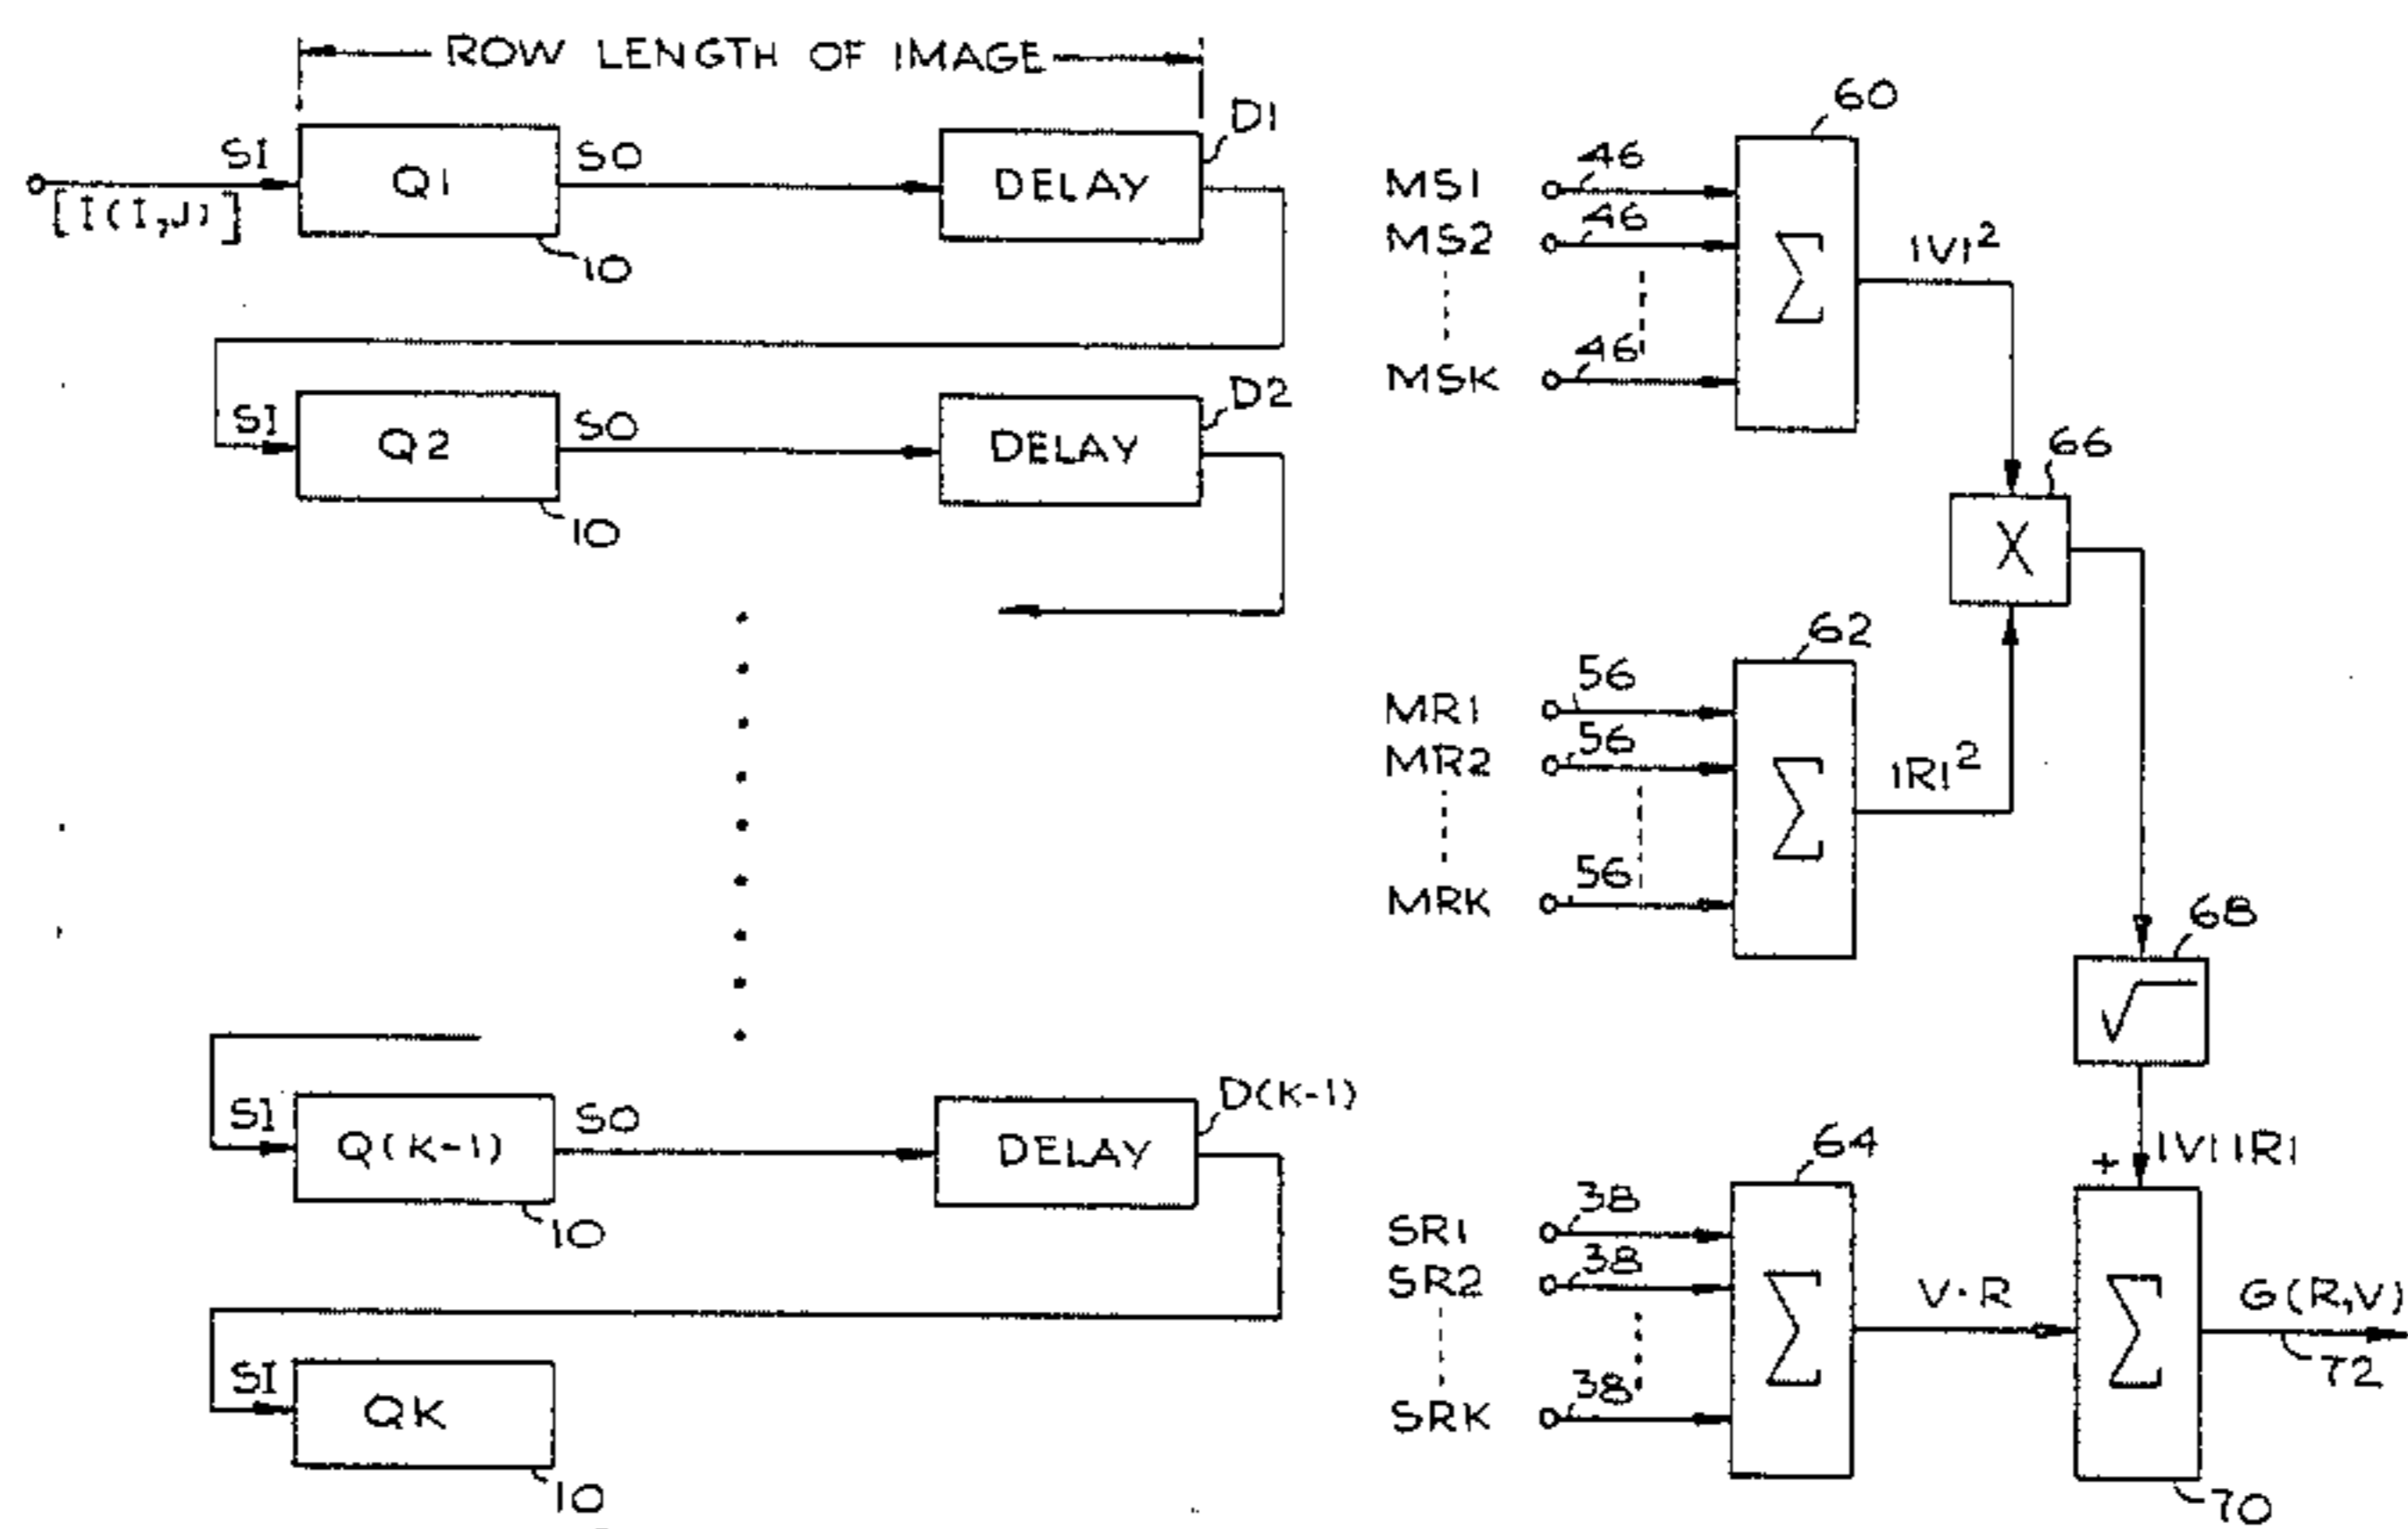 ROW LENGTH OF IMAGE
SI
[I(I,J)]
Q1
SO
DELAY
D1
10
SI
Q2
SO
DELAY
D2
10
SI
Q(K-1)
SO
DELAY
D(K-1)
10
SI
QK
10
60
MS1 46
MS2 46
MSK 46
Σ
|V|²
66
X
62
MR1 56
MR2 56
MRK 56
Σ
|R|²
68
√
|V||R|
+
64
SR1 38
SR2 38
SRK 38
Σ
V·R
Σ
G(R,V)
72
70